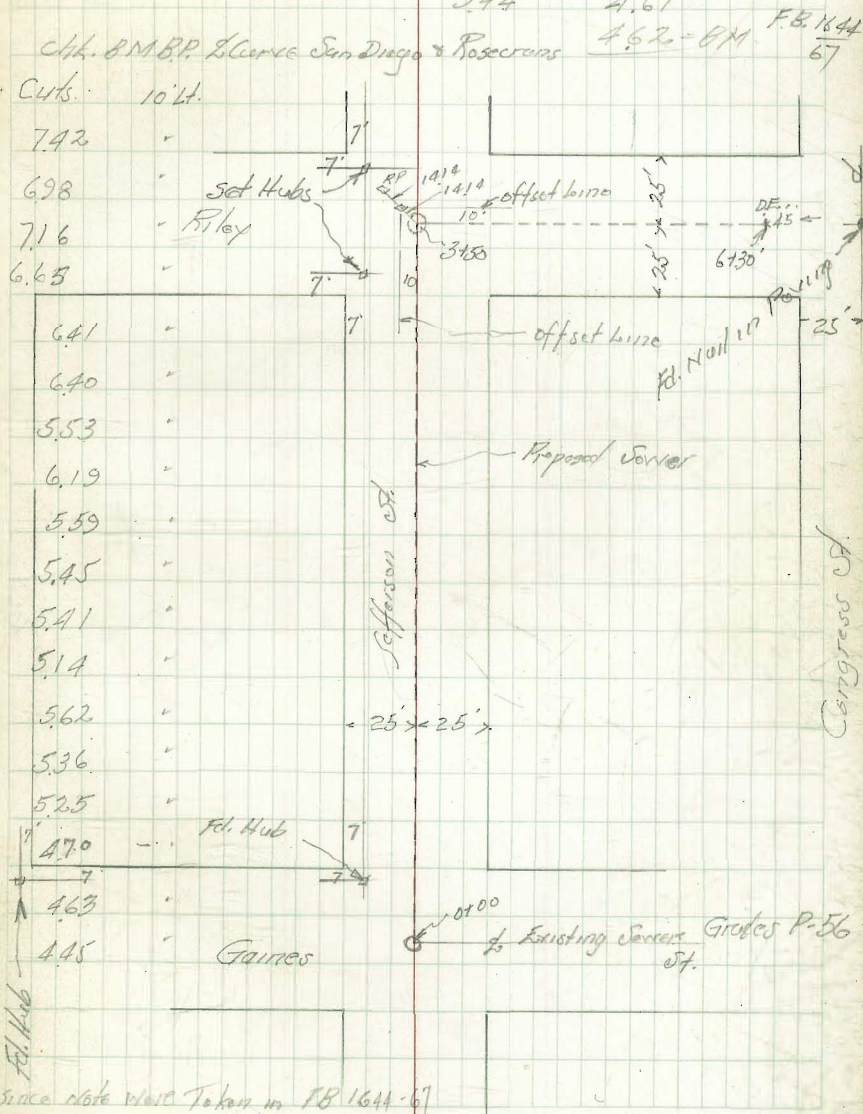 4.61
F.B. 1644
67
4.62 = BM
Chk. B.M. B.P. & Curve San Diego & Rosecrans
Cuts. 10' Lt.
7.42 "
7'
7'
6.98 "
Set Hubs
RP
14.14
14.14
offset Line
10'
25'
25'
D.E.
45
7.16 "
Riley
3+50
6+30
6.65 "
7'
10
Fd. Nail in Paving
25'
6.41 "
7'
offset Line
6.40 "
5.53 "
6.19 "
Proposed Sewer
5.59 "
5.45 "
5.41 "
Jefferson St.
Congress St.
5.14 "
5.62 "
25' 25'
5.36 "
5.25 "
Fd. Hub
7'
7'
4.70 "
7
7
4.63 "
0+00
4.45 "
Gaines
Existing Sewer Grades P-56
St.
Fd. Hub
Since Note Were Taken in FB 1644-67